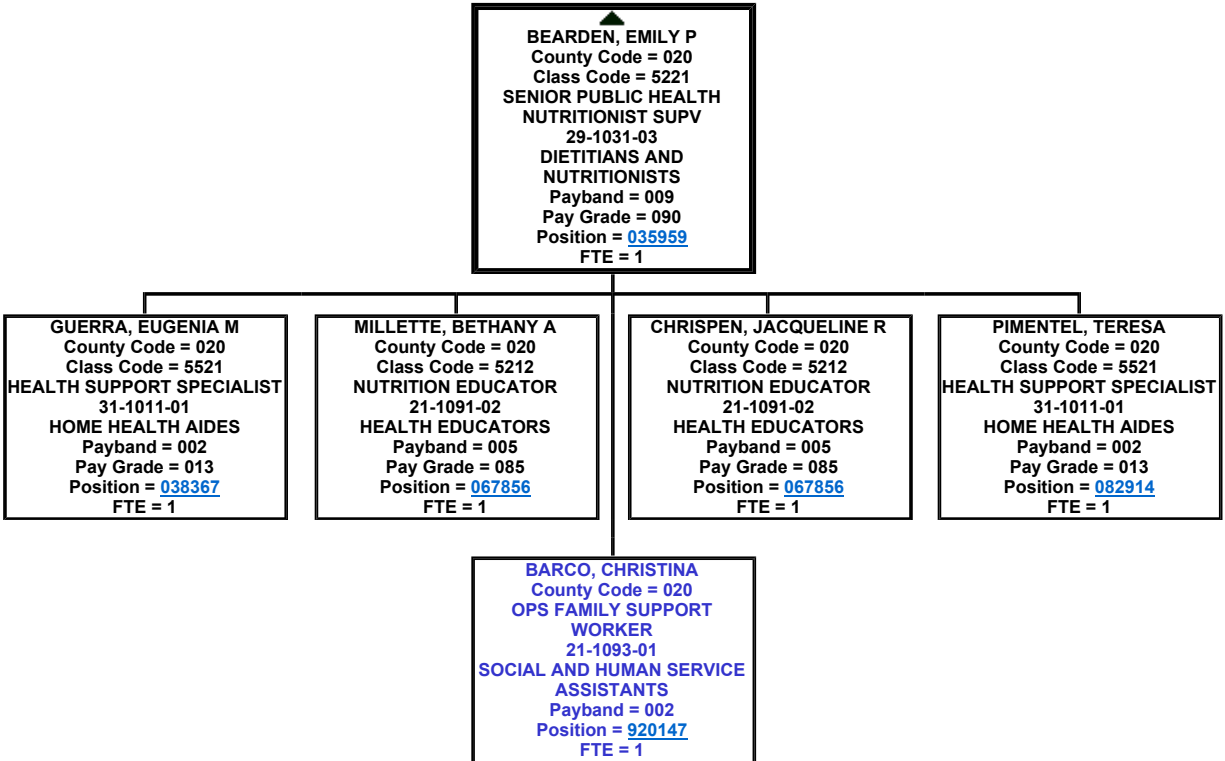 BEARDEN, EMILY P
County Code = 020
Class Code = 5221
SENIOR PUBLIC HEALTH
NUTRITIONIST SUPV
29-1031-03
DIETITIANS AND
NUTRITIONISTS
Payband = 009
Pay Grade = 090
Position = 035959
FTE = 1
GUERRA, EUGENIA M
County Code = 020
Class Code = 5521
HEALTH SUPPORT SPECIALIST
31-1011-01
HOME HEALTH AIDES
Payband = 002
Pay Grade = 013
Position = 038367
FTE = 1
MILLETTE, BETHANY A
County Code = 020
Class Code = 5212
NUTRITION EDUCATOR
21-1091-02
HEALTH EDUCATORS
Payband = 005
Pay Grade = 085
Position = 067856
FTE = 1
CHRISPEN, JACQUELINE R
County Code = 020
Class Code = 5212
NUTRITION EDUCATOR
21-1091-02
HEALTH EDUCATORS
Payband = 005
Pay Grade = 085
Position = 067856
FTE = 1
PIMENTEL, TERESA
County Code = 020
Class Code = 5521
HEALTH SUPPORT SPECIALIST
31-1011-01
HOME HEALTH AIDES
Payband = 002
Pay Grade = 013
Position = 082914
FTE = 1
BARCO, CHRISTINA
County Code = 020
OPS FAMILY SUPPORT
WORKER
21-1093-01
SOCIAL AND HUMAN SERVICE
ASSISTANTS
Payband = 002
Position = 920147
FTE = 1